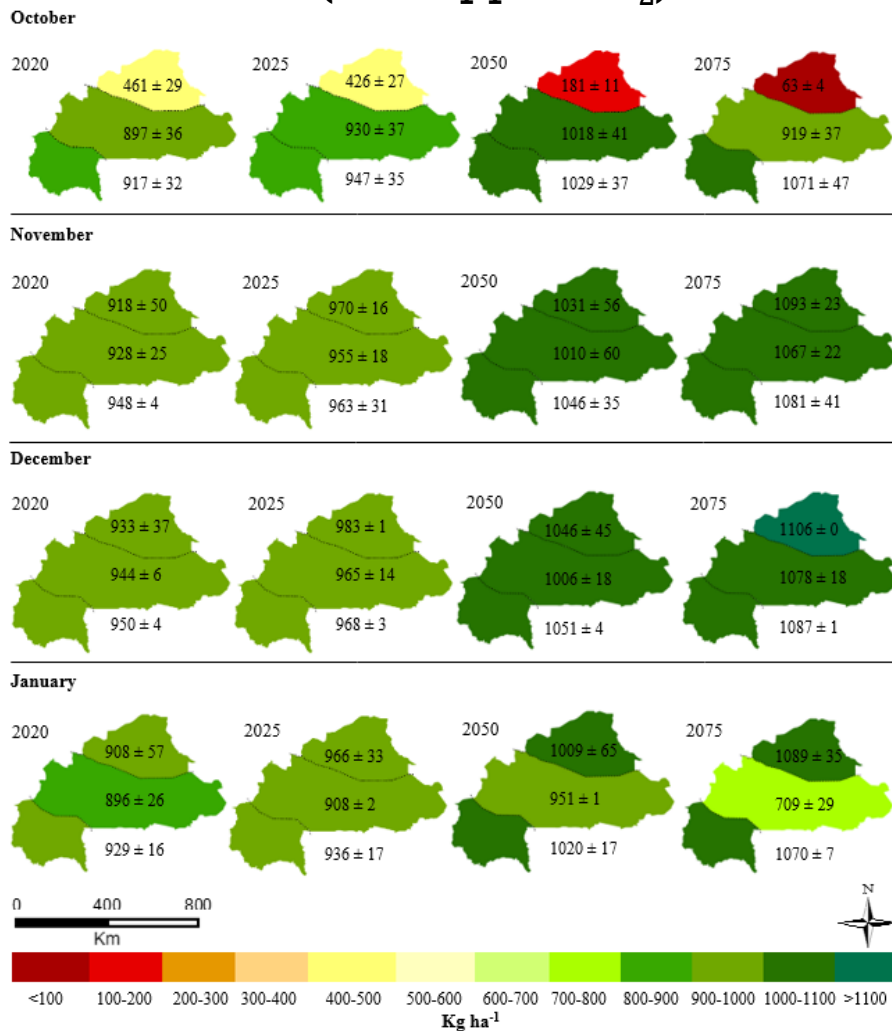 October
2020 2025 2050 2075
461 ± 29 426 ± 27 181 ± 11 63 ± 4
897 ± 36 930 ± 37 1018 ± 41 919 ± 37
917 ± 32 947 ± 35 1029 ± 37 1071 ± 47
November
2020 2025 2050 2075
918 ± 50 970 ± 16 1031 ± 56 1093 ± 23
928 ± 25 955 ± 18 1010 ± 60 1067 ± 22
948 ± 4 963 ± 31 1046 ± 35 1081 ± 41
December
2020 2025 2050 2075
933 ± 37 983 ± 1 1046 ± 45 1106 ± 0
944 ± 6 965 ± 14 1006 ± 18 1078 ± 18
950 ± 4 968 ± 3 1051 ± 4 1087 ± 1
January
2020 2025 2050 2075
908 ± 57 966 ± 33 1009 ± 65 1089 ± 35
896 ± 26 908 ± 2 951 ± 1 709 ± 29
929 ± 16 936 ± 17 1020 ± 17 1070 ± 7
0 400 800
Km
N
<100 100-200 200-300 300-400 400-500 500-600 600-700 700-800 800-900 900-1000 1000-1100 >1100
Kg ha⁻¹